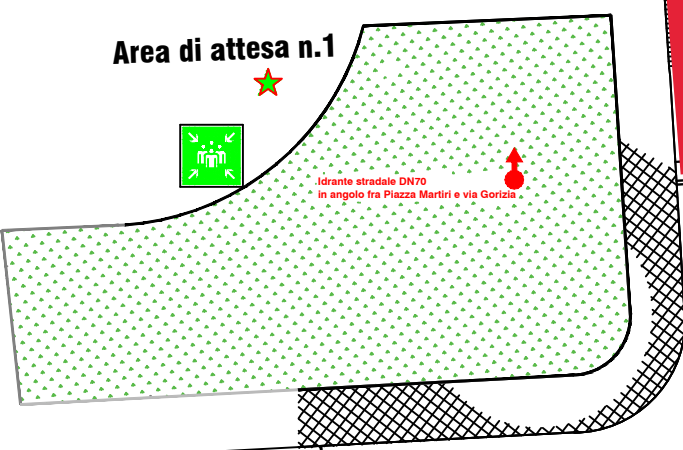 Area di attesa n.1
Idrante stradale DN70
in angolo fra Piazza Martiri e via Gorizia